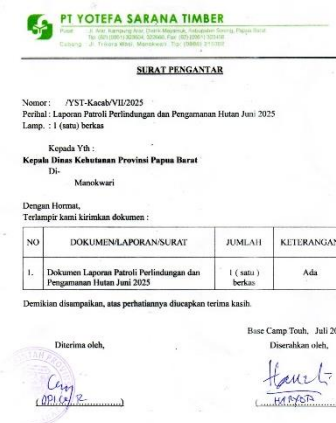 PT YOTEFA SARANA TIMBER
SURAT PENGANTAR
Nomor : /YST-Kacab/VII/2025
Perihal : Laporan Patroli Perlindungan dan Pengamanan Hutan Juni 2025
Lamp. : 1 (satu) berkas
Kepada Yth :
Kepala Dinas Kehutanan Provinsi Papua Barat
Di-
Manokwari
Dengan Hormat,
Terlampir kami kirimkan dokumen :
NO DOKUMEN/LAPORAN/SURAT JUMLAH KETERANGAN
1. Dokumen Laporan Patroli Perlindungan dan 1 ( satu ) Ada
Pengamanan Hutan Juni 2025 berkas
Demikian disampaikan, atas perhatiannya diucapkan terima kasih.
Base Camp Touh, Juli 20
Diterima oleh, Diserahkan oleh,